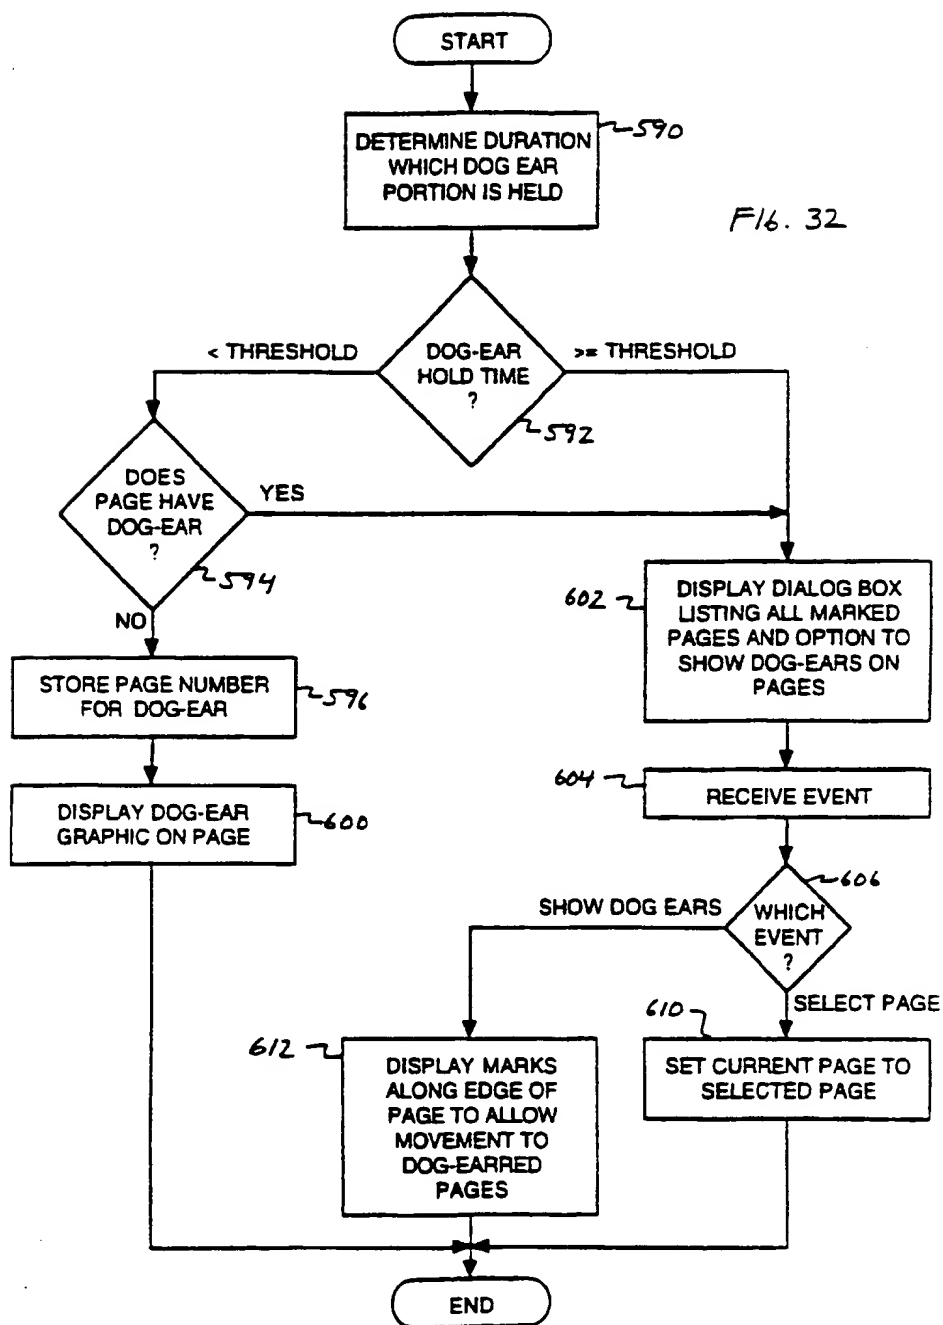 START
DETERMINE DURATION
WHICH DOG EAR
PORTION IS HELD
590
FIG. 32
< THRESHOLD
DOG-EAR
HOLD TIME
?
>= THRESHOLD
592
DOES
PAGE HAVE
DOG-EAR
?
YES
594
NO
602
DISPLAY DIALOG BOX
LISTING ALL MARKED
PAGES AND OPTION TO
SHOW DOG-EARS ON
PAGES
STORE PAGE NUMBER
FOR DOG-EAR
596
604
RECEIVE EVENT
DISPLAY DOG-EAR
GRAPHIC ON PAGE
600
606
SHOW DOG EARS
WHICH
EVENT
?
SELECT PAGE
610
612
DISPLAY MARKS
ALONG EDGE OF
PAGE TO ALLOW
MOVEMENT TO
DOG-EARRED
PAGES
SET CURRENT PAGE TO
SELECTED PAGE
END